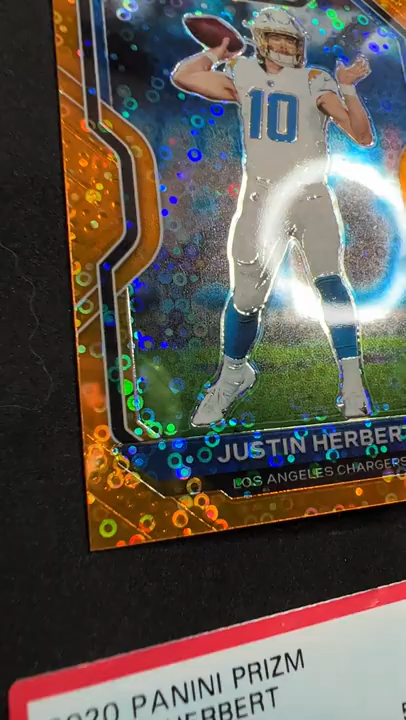 10
JUSTIN HERBERT
LOS ANGELES CHARGERS
2020 PANINI PRIZM
HERBERT